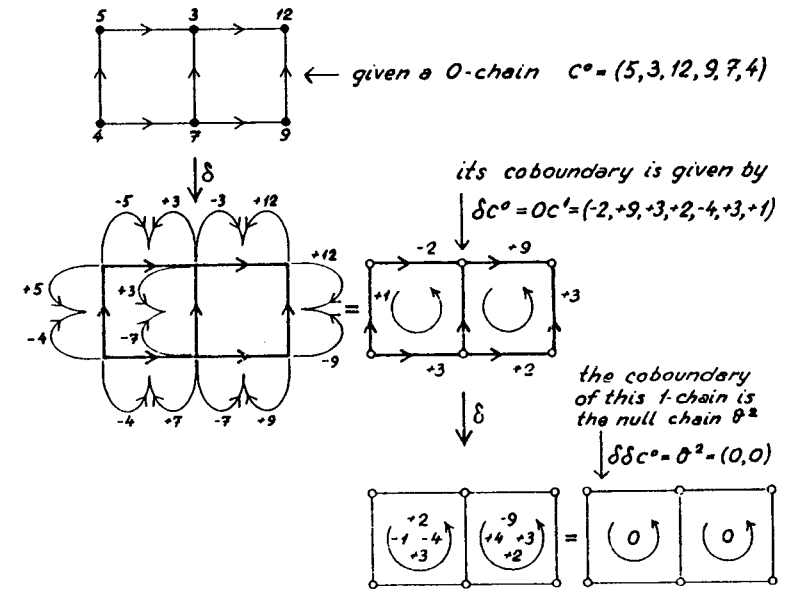 5 3 12
given a 0-chain C⁰ = (5, 3, 12, 9, 7, 4)
4 7 9
δ
its coboundary is given by
δC⁰ = 0C¹ = (-2, +9, +3, +2, -4, +3, +1)
-5 +3 -3 +12
+5 +3 +12
-4 -7 -9
-4 +7 -7 +9
=
-2 +9
+1 +3
+3 +2
δ
the coboundary
of this 1-chain is
the null chain θ²
δδC⁰ = θ² = (0, 0)
+2 -9
-1 -4 +4 +3 = 0 0
+3 +2